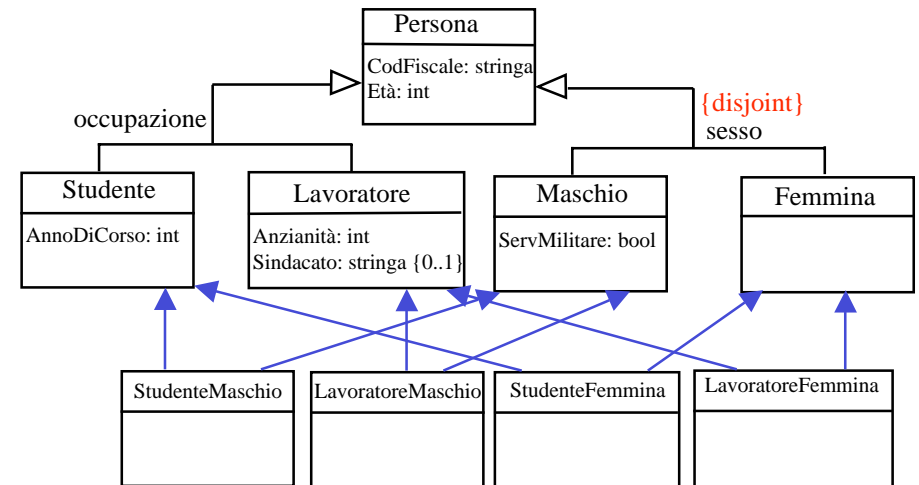 Persona
CodFiscale: stringa
Età: int
occupazione
{disjoint}
sesso
Studente
AnnoDiCorso: int
Lavoratore
Anzianità: int
Sindacato: stringa {0..1}
Maschio
ServMilitare: bool
Femmina
StudenteMaschio
LavoratoreMaschio
StudenteFemmina
LavoratoreFemmina